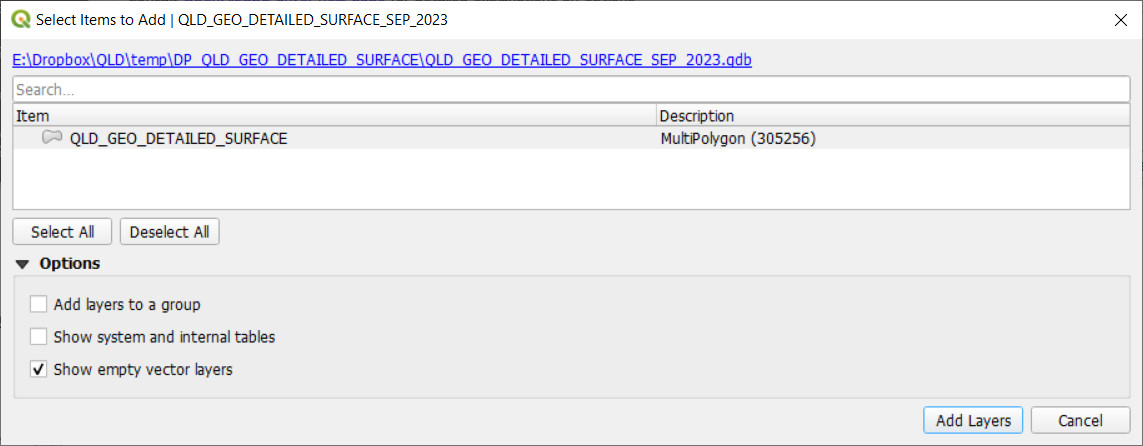 Select Items to Add | QLD_GEO_DETAILED_SURFACE_SEP_2023
E:\Dropbox\QLD\temp\DP_QLD_GEO_DETAILED_SURFACE\QLD_GEO_DETAILED_SURFACE_SEP_2023.gdb
Search...
Item Description
QLD_GEO_DETAILED_SURFACE MultiPolygon (305256)
Select All Deselect All
Options
Add layers to a group
Show system and internal tables
Show empty vector layers
Add Layers Cancel